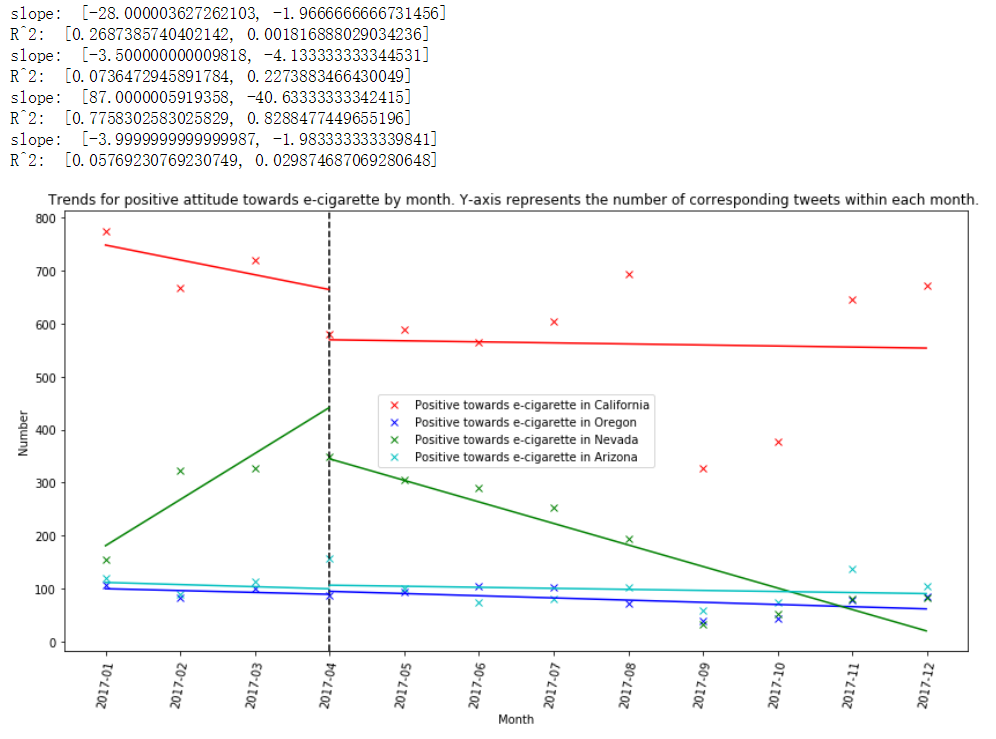 slope:  [-28.000003627262103, -1.9666666666731456]
R^2:  [0.2687385740402142, 0.001816888029034236]
slope:  [-3.500000000009818, -4.133333333344531]
R^2:  [0.0736472945891784, 0.2273883466430049]
slope:  [87.0000005919358, -40.63333333342415]
R^2:  [0.7758302583025829, 0.8288477449655196]
slope:  [-3.9999999999999987, -1.983333333339841]
R^2:  [0.05769230769230749, 0.029874687069280648]
Trends for positive attitude towards e-cigarette by month. Y-axis represents the number of corresponding tweets within each month.
800
700
600
500
400
300
200
100
0
Number
Positive towards e-cigarette in California
Positive towards e-cigarette in Oregon
Positive towards e-cigarette in Nevada
Positive towards e-cigarette in Arizona
2017-01
2017-02
2017-03
2017-04
2017-05
2017-06
2017-07
2017-08
2017-09
2017-10
2017-11
2017-12
Month